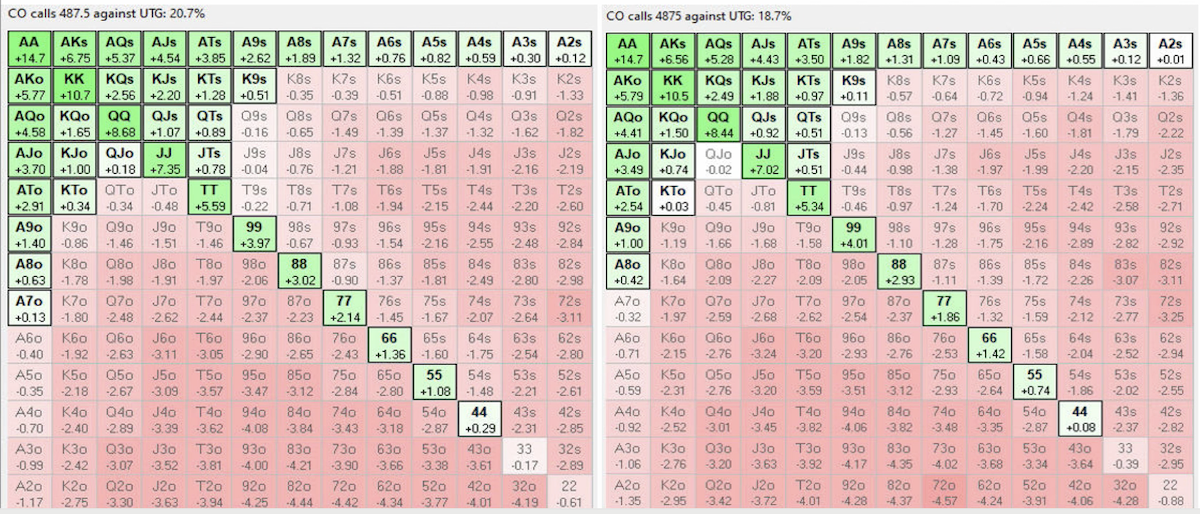 CO calls 487.5 against UTG: 20.7%
AA AKs AQs AJs ATs A9s A8s A7s A6s A5s A4s A3s A2s
+14.7 +6.75 +5.37 +4.54 +3.85 +2.62 +1.89 +1.32 +0.76 +0.82 +0.59 +0.30 +0.12
AKo KK KQs KJs KTs K9s K8s K7s K6s K5s K4s K3s K2s
+5.77 +10.7 +2.56 +2.20 +1.28 +0.51 -0.35 -0.39 -0.51 -0.88 -0.98 -0.91 -1.33
AQo KQo QQ QJs QTs Q9s Q8s Q7s Q6s Q5s Q4s Q3s Q2s
+4.58 +1.65 +8.68 +1.07 +0.89 -0.16 -0.65 -1.49 -1.39 -1.37 -1.32 -1.62 -1.82
AJo KJo QJo JJ JTs J9s J8s J7s J6s J5s J4s J3s J2s
+3.70 +1.00 +0.18 +7.35 +0.78 -0.04 -0.76 -1.21 -1.88 -1.81 -1.91 -2.16 -2.19
ATo KTo QTo JTo TT T9s T8s T7s T6s T5s T4s T3s T2s
+2.91 +0.34 -0.34 -0.48 +5.59 -0.22 -0.71 -1.08 -1.94 -2.15 -2.44 -2.20 -2.60
A9o K9o Q9o J9o T9o 99 98s 97s 96s 95s 94s 93s 92s
+1.40 -0.86 -1.46 -1.51 -1.46 +3.97 -0.67 -0.93 -1.54 -2.16 -2.55 -2.48 -2.84
A8o K8o Q8o J8o T8o 98o 88 87s 86s 85s 84s 83s 82s
+0.63 -1.78 -1.98 -1.91 -1.97 -2.06 +3.02 -0.90 -1.37 -1.81 -2.49 -2.80 -2.98
A7o K7o Q7o J7o T7o 97o 87o 77 76s 75s 74s 73s 72s
+0.13 -1.80 -2.48 -2.62 -2.44 -2.37 -2.23 +2.14 -1.45 -1.67 -2.07 -2.64 -3.11
A6o K6o Q6o J6o T6o 96o 86o 76o 66 65s 64s 63s 62s
-0.40 -1.92 -2.63 -3.11 -3.05 -2.90 -2.65 -2.43 +1.36 -1.60 -1.75 -2.54 -2.80
A5o K5o Q5o J5o T5o 95o 85o 75o 65o 55 54s 53s 52s
-0.35 -2.18 -2.67 -3.09 -3.57 -3.47 -3.12 -2.84 -2.80 +1.08 -1.48 -2.21 -2.61
A4o K4o Q4o J4o T4o 94o 84o 74o 64o 54o 44 43s 42s
-0.70 -2.40 -2.89 -3.39 -3.62 -4.08 -3.84 -3.43 -3.18 -2.87 +0.29 -2.31 -2.85
A3o K3o Q3o J3o T3o 93o 83o 73o 63o 53o 43o 33 32s
-0.99 -2.42 -3.07 -3.52 -3.81 -4.00 -4.21 -3.90 -3.66 -3.38 -3.61 -0.17 -2.89
A2o K2o Q2o J2o T2o 92o 82o 72o 62o 52o 42o 32o 22
-1.17 -2.75 -3.30 -3.63 -3.94 -4.25 -4.44 -4.42 -4.34 -3.77 -4.01 -4.19 -0.61
CO calls 4875 against UTG: 18.7%
AA AKs AQs AJs ATs A9s A8s A7s A6s A5s A4s A3s A2s
+14.7 +6.56 +5.28 +4.43 +3.50 +1.82 +1.31 +1.09 +0.43 +0.66 +0.55 +0.12 +0.01
AKo KK KQs KJs KTs K9s K8s K7s K6s K5s K4s K3s K2s
+5.79 +10.5 +2.49 +1.88 +0.97 +0.11 -0.57 -0.64 -0.72 -0.94 -1.24 -1.41 -1.36
AQo KQo QQ QJs QTs Q9s Q8s Q7s Q6s Q5s Q4s Q3s Q2s
+4.41 +1.50 +8.44 +0.92 +0.51 -0.13 -0.56 -1.27 -1.45 -1.60 -1.81 -1.79 -2.22
AJo KJo QJo JJ JTs J9s J8s J7s J6s J5s J4s J3s J2s
+3.49 +0.74 -0.02 +7.02 +0.51 -0.44 -0.98 -1.38 -1.97 -1.99 -2.20 -2.15 -2.35
ATo KTo QTo JTo TT T9s T8s T7s T6s T5s T4s T3s T2s
+2.54 +0.03 -0.45 -0.81 +5.34 -0.46 -0.97 -1.24 -1.70 -2.24 -2.42 -2.58 -2.71
A9o K9o Q9o J9o T9o 99 98s 97s 96s 95s 94s 93s 92s
+1.00 -1.19 -1.66 -1.68 -1.58 +4.01 -1.10 -1.28 -1.75 -2.16 -2.89 -2.82 -2.92
A8o K8o Q8o J8o T8o 98o 88 87s 86s 85s 84s 83s 82s
+0.42 -1.64 -2.09 -2.27 -2.09 -2.05 +2.93 -1.11 -1.39 -1.72 -2.26 -3.07 -3.11
A7o K7o Q7o J7o T7o 97o 87o 77 76s 75s 74s 73s 72s
-0.32 -1.97 -2.59 -2.68 -2.62 -2.54 -2.37 +1.86 -1.32 -1.59 -2.12 -2.77 -3.25
A6o K6o Q6o J6o T6o 96o 86o 76o 66 65s 64s 63s 62s
-0.71 -2.15 -2.76 -3.24 -3.20 -2.93 -2.76 -2.53 +1.42 -1.58 -2.04 -2.52 -2.94
A5o K5o Q5o J5o T5o 95o 85o 75o 65o 55 54s 53s 52s
-0.59 -2.31 -2.76 -3.20 -3.59 -3.51 -3.12 -2.93 -2.64 +0.74 -1.86 -2.02 -2.55
A4o K4o Q4o J4o T4o 94o 84o 74o 64o 54o 44 43s 42s
-0.92 -2.52 -3.01 -3.45 -3.82 -4.06 -3.82 -3.48 -3.35 -2.87 +0.08 -2.37 -2.82
A3o K3o Q3o J3o T3o 93o 83o 73o 63o 53o 43o 33 32s
-1.06 -2.76 -3.20 -3.63 -3.92 -4.17 -4.35 -4.02 -3.68 -3.34 -3.64 -0.39 -2.95
A2o K2o Q2o J2o T2o 92o 82o 72o 62o 52o 42o 32o 22
-1.35 -2.95 -3.42 -3.72 -4.01 -4.28 -4.37 -4.57 -4.24 -3.91 -4.06 -4.28 -0.88